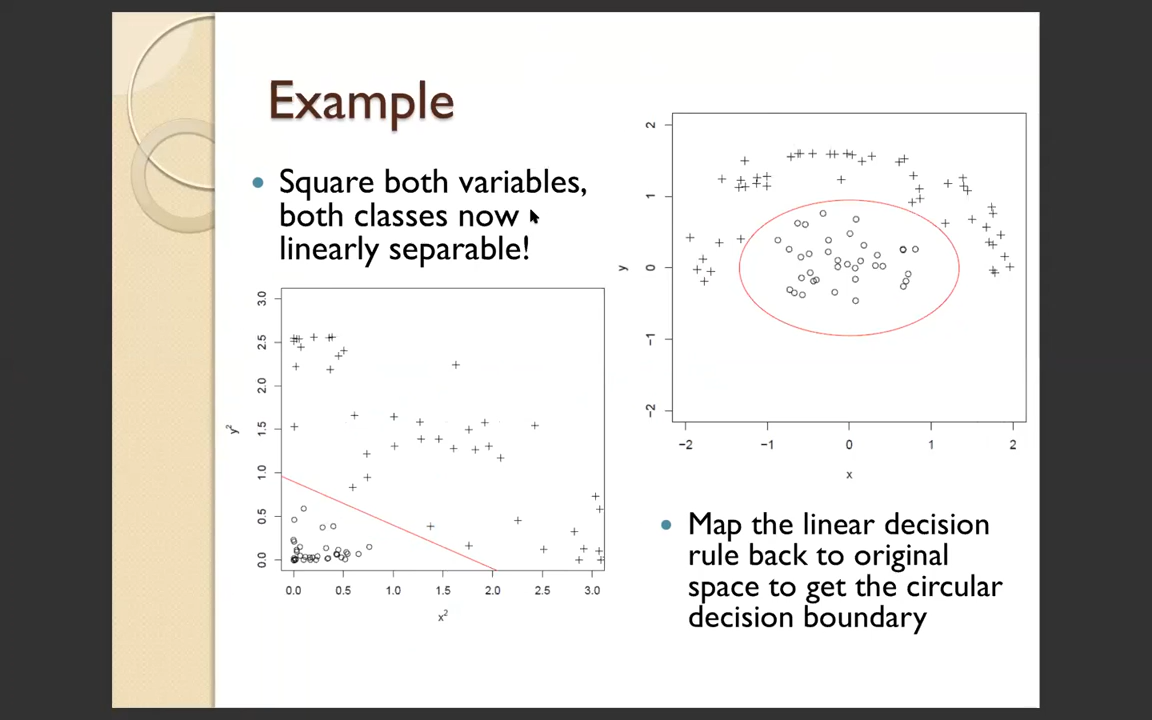 Example
Square both variables,
both classes now
linearly separable!
3.0
2.5
2.0
1.5
1.0
0.5
0.0
y²
0.0 0.5 1.0 1.5 2.0 2.5 3.0
x²
2
1
0
−1
−2
y
−2 −1 0 1 2
x
Map the linear decision
rule back to original
space to get the circular
decision boundary